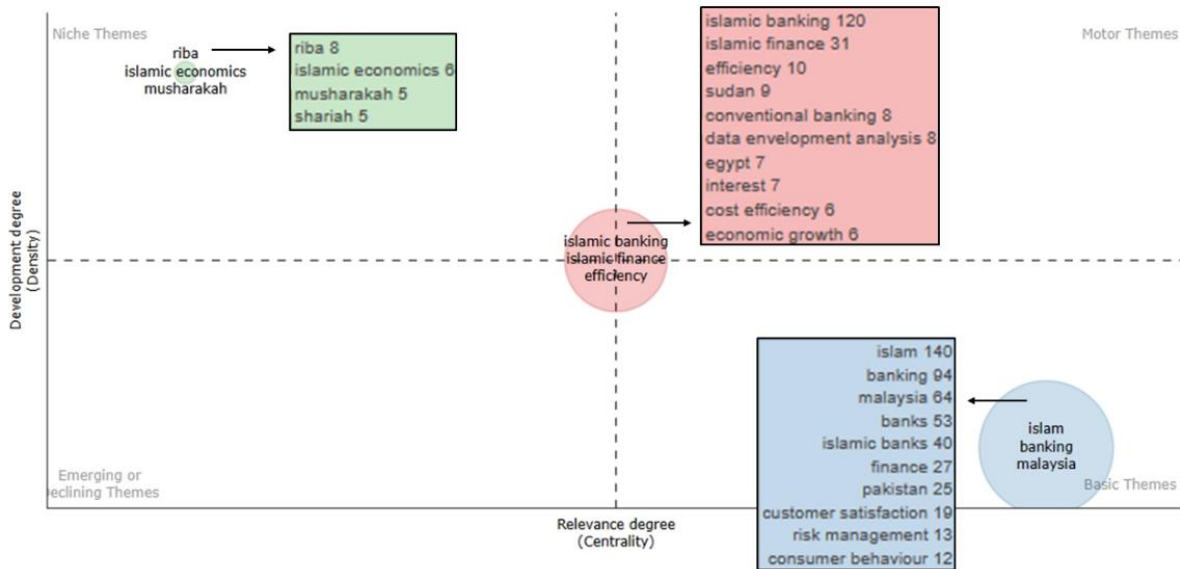 Niche Themes
riba
islamic economics
musharakah
riba 8
islamic economics 6
musharakah 5
shariah 5
islamic banking 120
islamic finance 31
efficiency 10
sudan 9
conventional banking 8
data envelopment analysis 8
egypt 7
interest 7
cost efficiency 6
economic growth 6
Motor Themes
Development degree
(Density)
islamic banking
islamic finance
efficiency
islam 140
banking 94
malaysia 64
banks 53
islamic banks 40
finance 27
pakistan 25
customer satisfaction 19
risk management 13
consumer behaviour 12
islam
banking
malaysia
Emerging or
eclining Themes
Basic Themes
Relevance degree
(Centrality)